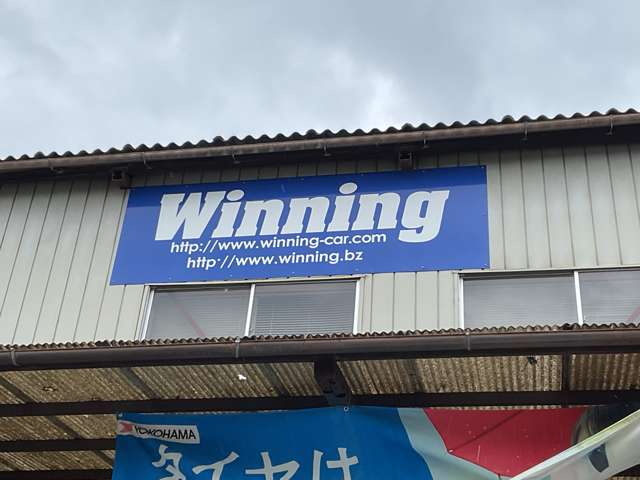 Winning
http://www.winning-car.com
http://www.winning.bz
YOKOHAMA
タイヤは